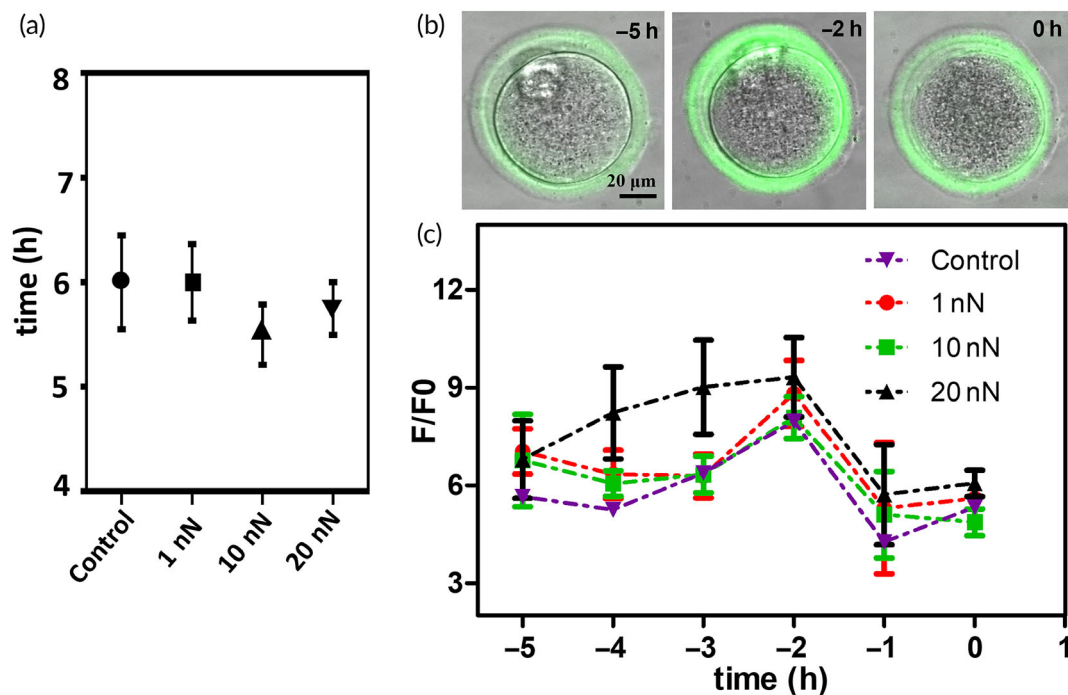 (a)
8
7
6
5
4
time (h)
Control
1 nN
10 nN
20 nN
(b)
–5 h
20 µm
–2 h
0 h
(c)
12
9
6
3
F/F0
Control
1 nN
10 nN
20 nN
–5
–4
–3
–2
–1
0
1
time (h)